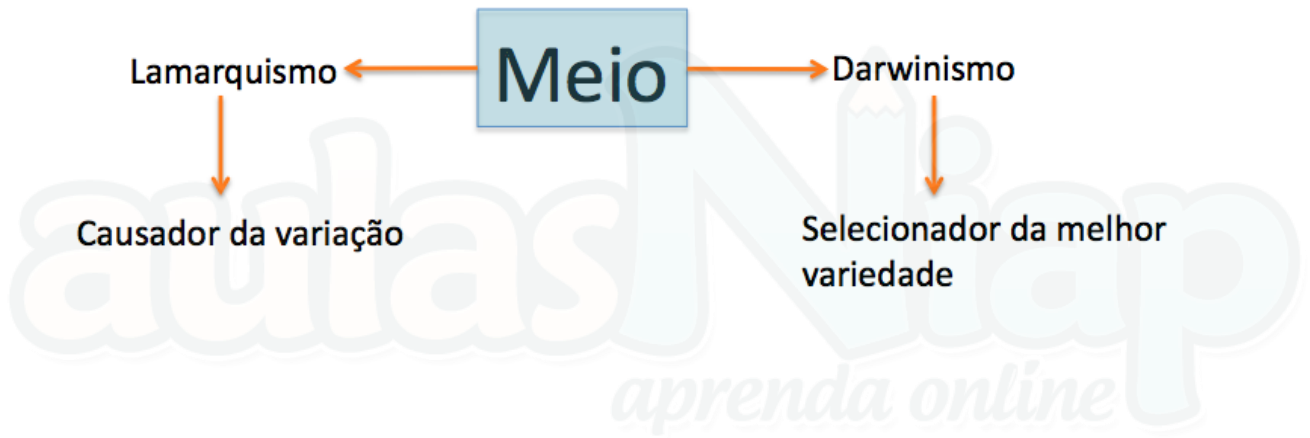 Meio
Lamarquismo
Darwinismo
Causador da variação
Selecionador da melhor
variedade
aulasNiap
aprenda online